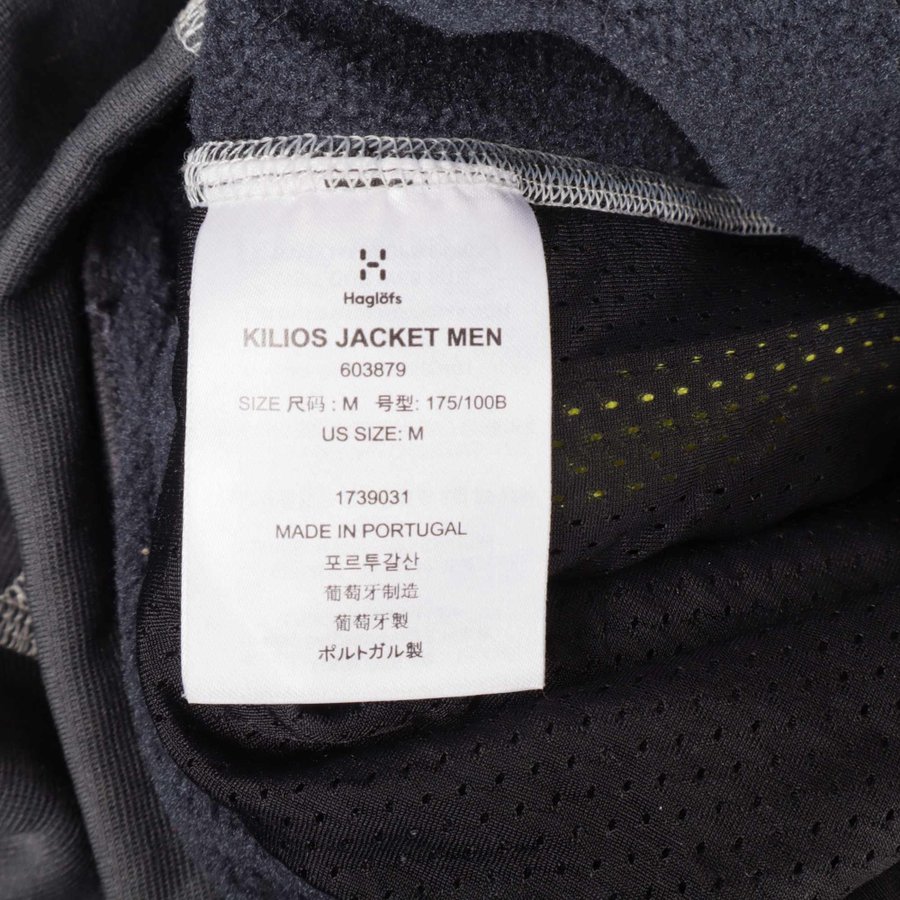 Haglöfs
KILIOS JACKET MEN
603879
SIZE 尺码 : M 号型: 175/100B
US SIZE: M
1739031
MADE IN PORTUGAL
포르투갈산
葡萄牙制造
葡萄牙製
ポルトガル製